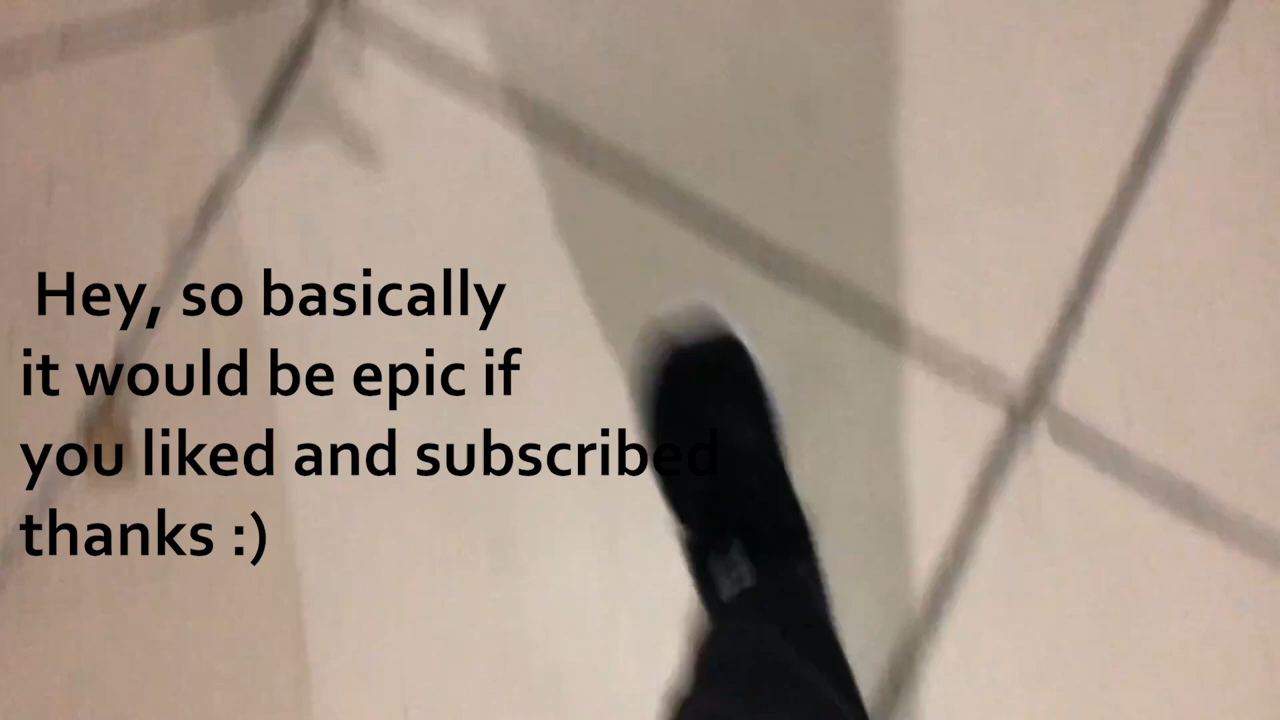 Hey, so basically
it would be epic if
you liked and subscribed
thanks :)